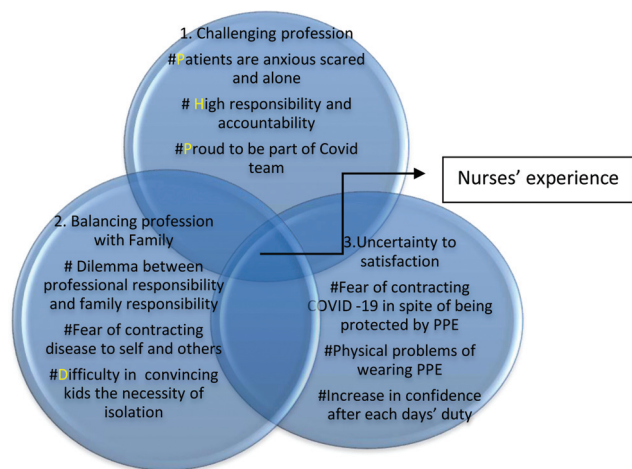 1. Challenging profession
#Patients are anxious scared
and alone
# High responsibility and
accountability
#Proud to be part of Covid
team
Nurses’ experience
2. Balancing profession
with Family
# Dilemma between
professional responsibility
and family responsibility
#Fear of contracting
disease to self and others
#Difficulty in convincing
kids the necessity of
isolation
3.Uncertainty to
satisfaction
#Fear of contracting
COVID -19 in spite of being
protected by PPE
#Physical problems of
wearing PPE
#Increase in confidence
after each days’ duty